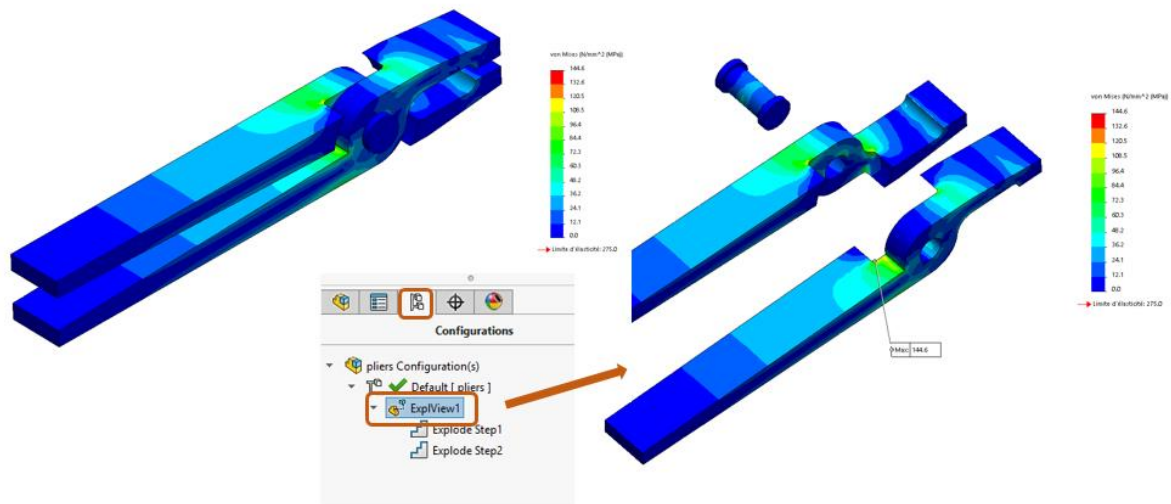 von Mises (N/mm^2 (MPa))
144.6
132.6
120.5
108.5
96.4
84.4
72.3
60.3
48.2
36.2
24.1
12.1
0.0
Limite d'élasticité: 275.0
von Mises (N/mm^2 (MPa))
144.6
132.6
120.5
108.5
96.4
84.4
72.3
60.3
48.2
36.2
24.1
12.1
0.0
Limite d'élasticité: 275.0
Max: 144.6
Configurations
pliers Configuration(s)
Default [ pliers ]
ExplView1
Explode Step1
Explode Step2